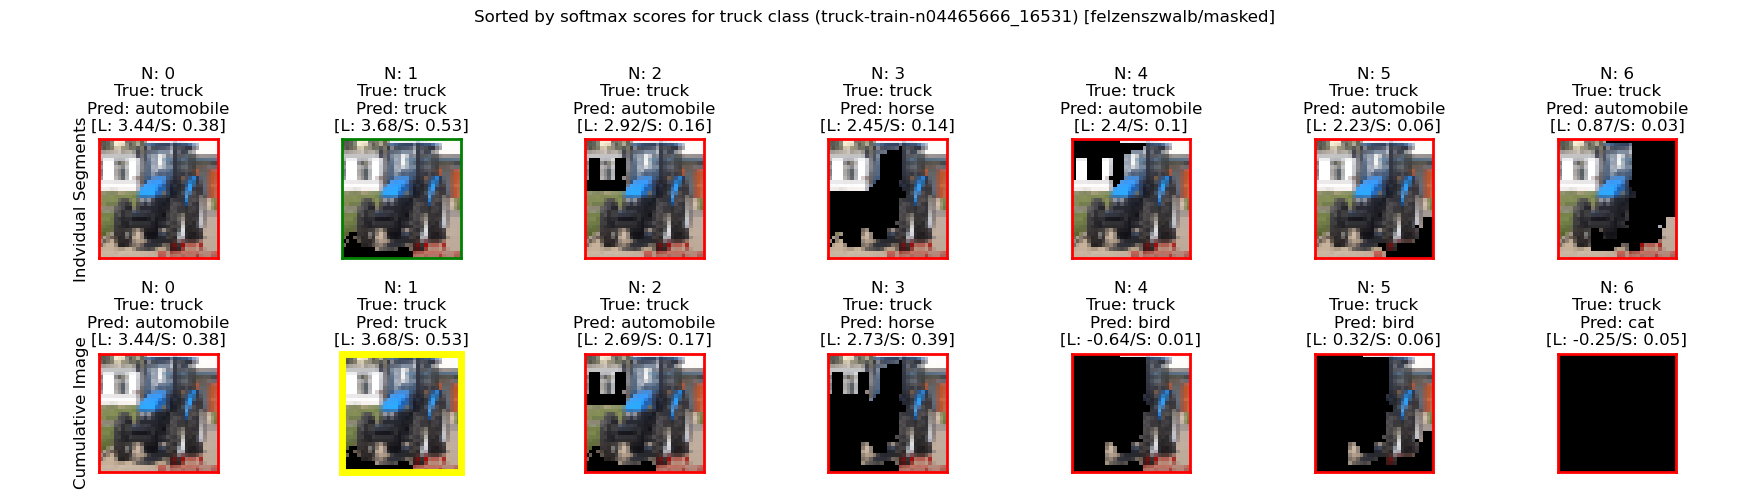 Sorted by softmax scores for truck class (truck-train-n04465666_16531) [felzenszwalb/masked]
Indvidual Segments
N: 0
True: truck
Pred: automobile
[L: 3.44/S: 0.38]
N: 1
True: truck
Pred: truck
[L: 3.68/S: 0.53]
N: 2
True: truck
Pred: automobile
[L: 2.92/S: 0.16]
N: 3
True: truck
Pred: horse
[L: 2.45/S: 0.14]
N: 4
True: truck
Pred: automobile
[L: 2.4/S: 0.1]
N: 5
True: truck
Pred: automobile
[L: 2.23/S: 0.06]
N: 6
True: truck
Pred: automobile
[L: 0.87/S: 0.03]
Cumulative Image
N: 0
True: truck
Pred: automobile
[L: 3.44/S: 0.38]
N: 1
True: truck
Pred: truck
[L: 3.68/S: 0.53]
N: 2
True: truck
Pred: automobile
[L: 2.69/S: 0.17]
N: 3
True: truck
Pred: horse
[L: 2.73/S: 0.39]
N: 4
True: truck
Pred: bird
[L: -0.64/S: 0.01]
N: 5
True: truck
Pred: bird
[L: 0.32/S: 0.06]
N: 6
True: truck
Pred: cat
[L: -0.25/S: 0.05]